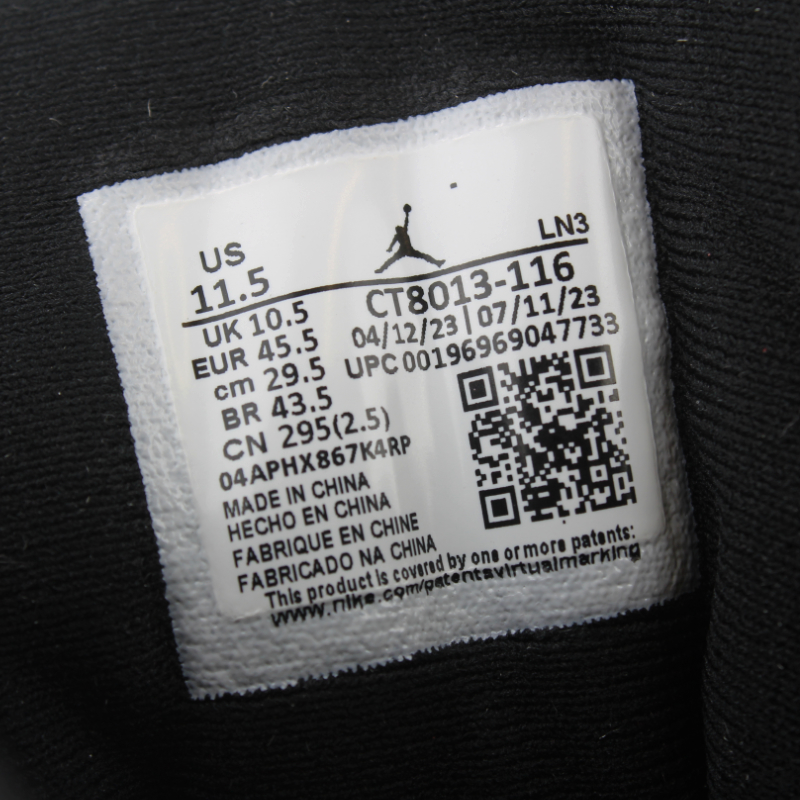 US
11.5
LN3
UK 10.5
EUR 45.5
cm 29.5
BR 43.5
CN 295(2.5)
CT8013-116
04/12/23 | 07/11/23
UPC 00196969047733
04APHX867K4RP
MADE IN CHINA
HECHO EN CHINA
FABRIQUE EN CHINE
FABRICADO NA CHINA
This product is covered by one or more patents:
www.nike.com/patentsvirtualmarking